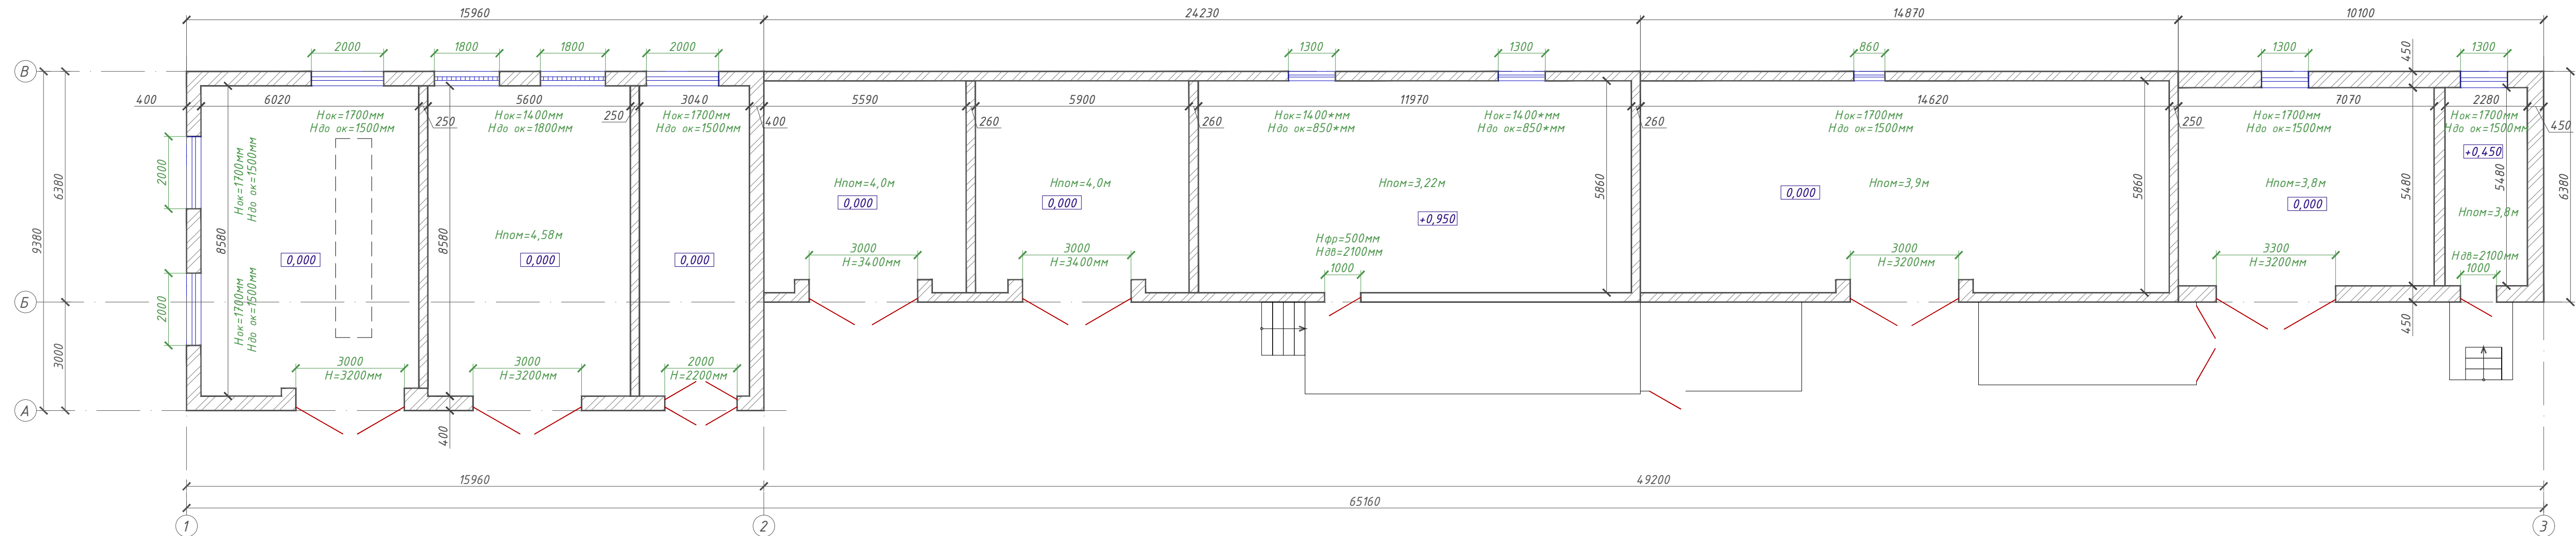 15960
24230
14870
10100
2000
1800
1800
2000
1300
1300
860
1300
1300
450
В
400
6020
5600
3040
5590
5900
11970
14620
7070
2280
250
250
400
260
260
260
250
450
Нок=1700мм
Ндо ок=1500мм
Нок=1400мм
Ндо ок=1800мм
Нок=1700мм
Ндо ок=1500мм
Нок=1400*мм
Ндо ок=850*мм
Нок=1400*мм
Ндо ок=850*мм
Нок=1700мм
Ндо ок=1500мм
Нок=1700мм
Ндо ок=1500мм
Нок=1700мм
Ндо ок=1500мм
+0,450
2000
Нок=1700мм
Ндо ок=1500мм
6380
9380
8580
8580
Нпом=4,0м
0,000
Нпом=4,0м
0,000
Нпом=3,22м
+0,950
5860
0,000
Нпом=3,9м
5860
Нпом=3,8м
0,000
5480
5480
6380
Нпом=3,8м
Нпом=4,58м
0,000
0,000
0,000
3000
Н=3400мм
3000
Н=3400мм
Нфр=500мм
Ндв=2100мм
1000
3000
Н=3200мм
3300
Н=3200мм
Ндв=2100мм
1000
Б
2000
Нок=1700мм
Ндо ок=1500мм
3000
450
3000
Н=3200мм
3000
Н=3200мм
2000
Н=2200мм
А
400
15960
49200
65160
1
2
3